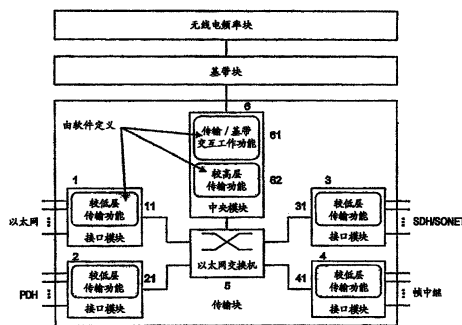 无线电频率块
基带块
6
由软件定义
传输/基带
交互工作功能
61
较高层
传输功能
62
中央模块
1
较低层
传输功能
11
接口模块
以太网
3
31
较低层
传输功能
接口模块
SDH/SONET
以太网交换机
5
2
较低层
传输功能
21
接口模块
PDH
4
41
较低层
传输功能
接口模块
帧中继
传输块